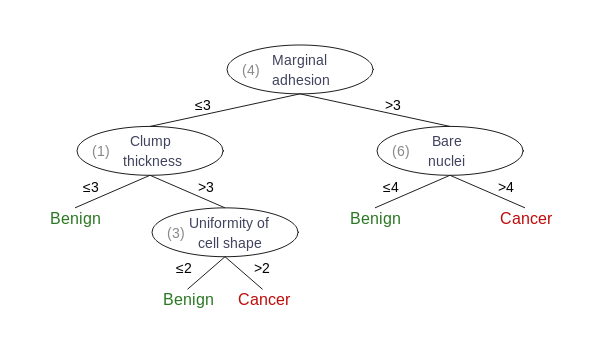 Marginal
(4) adhesion
≤3 >3
Clump
(1) thickness
Bare
(6) nuclei
≤3 >3 ≤4 >4
Benign Benign Cancer
Uniformity of
(3) cell shape
≤2 >2
Benign Cancer